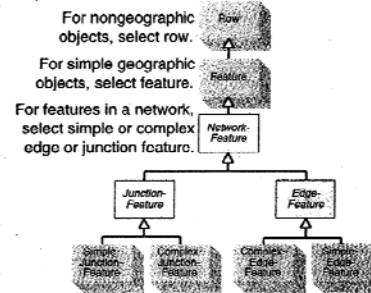 For nongeographic
objects, select row.
Row
For simple geographic
objects, select feature.
Feature
For features in a network,
select simple or complex
edge or junction feature.
Network-
Feature
Junction-
Feature
Edge-
Feature
Simple-
Junction-
Feature
Complex-
Junction-
Feature
Complex-
Edge-
Feature
Simple-
Edge-
Feature